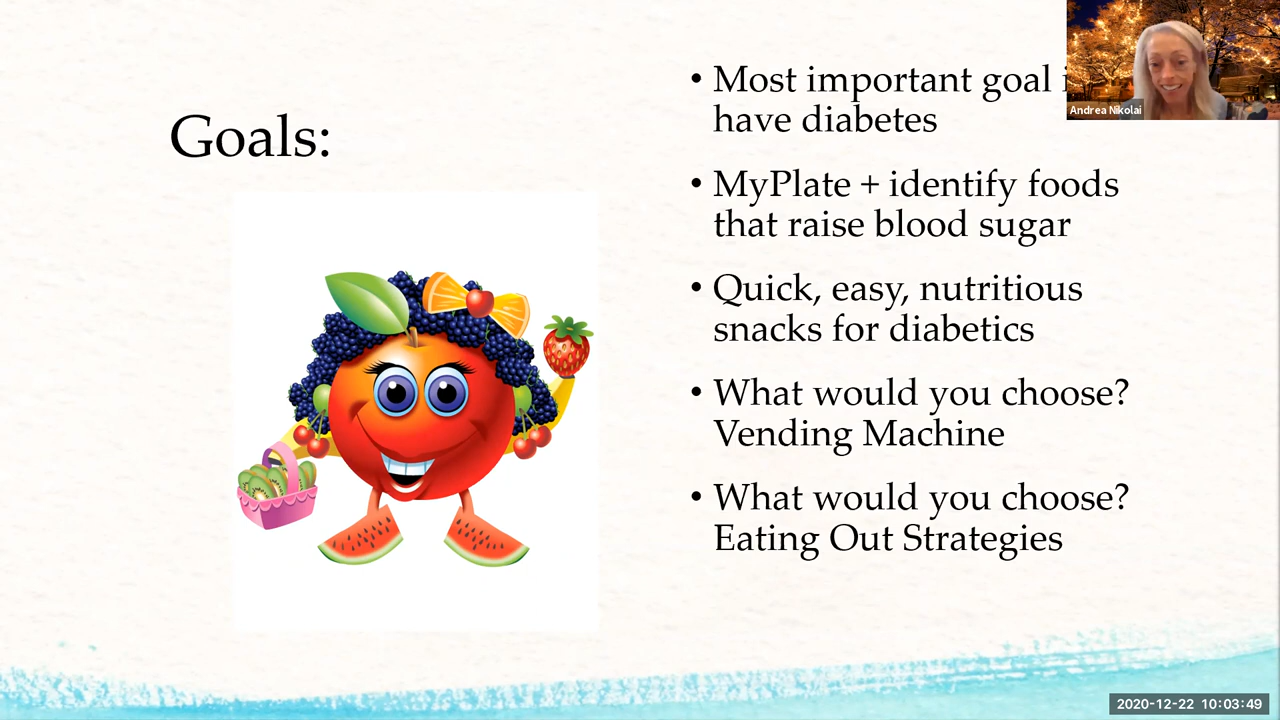 Goals:
• Most important goal
have diabetes
• MyPlate + identify foods
that raise blood sugar
• Quick, easy, nutritious
snacks for diabetics
• What would you choose?
Vending Machine
• What would you choose?
Eating Out Strategies
Andrea Nikolai
2020-12-22 10:03:49